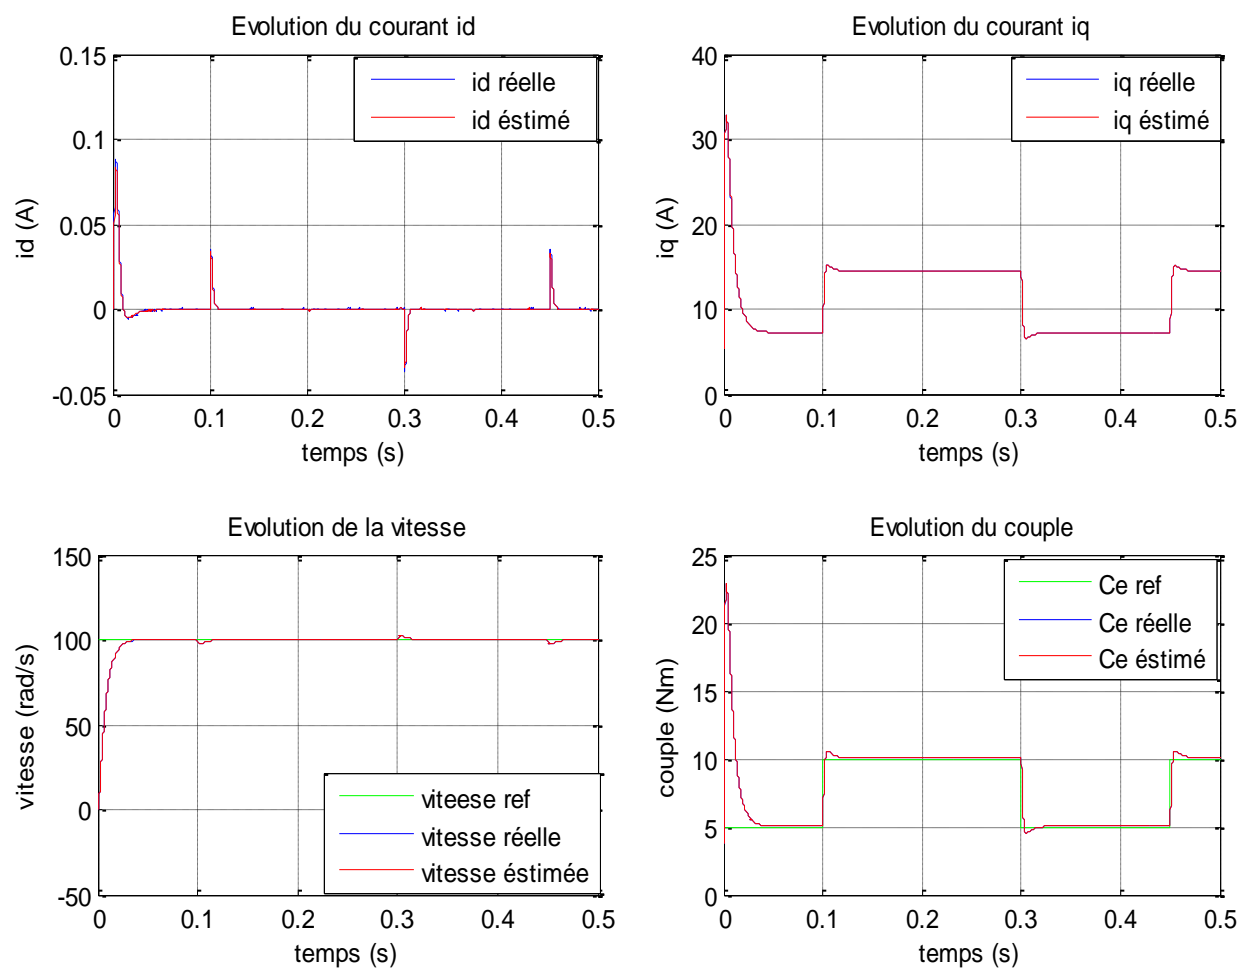 Evolution du courant id
0.15
0.1
0.05
0
-0.05
id (A)
id réelle
id éstimé
0 0.1 0.2 0.3 0.4 0.5
temps (s)
Evolution du courant iq
40
30
20
10
0
iq (A)
iq réelle
iq éstimé
0 0.1 0.2 0.3 0.4 0.5
temps (s)
Evolution de la vitesse
150
100
50
0
-50
vitesse (rad/s)
viteese ref
vitesse réelle
vitesse éstimée
0 0.1 0.2 0.3 0.4 0.5
temps (s)
Evolution du couple
25
20
15
10
5
0
couple (Nm)
Ce ref
Ce réelle
Ce éstimé
0 0.1 0.2 0.3 0.4 0.5
temps (s)